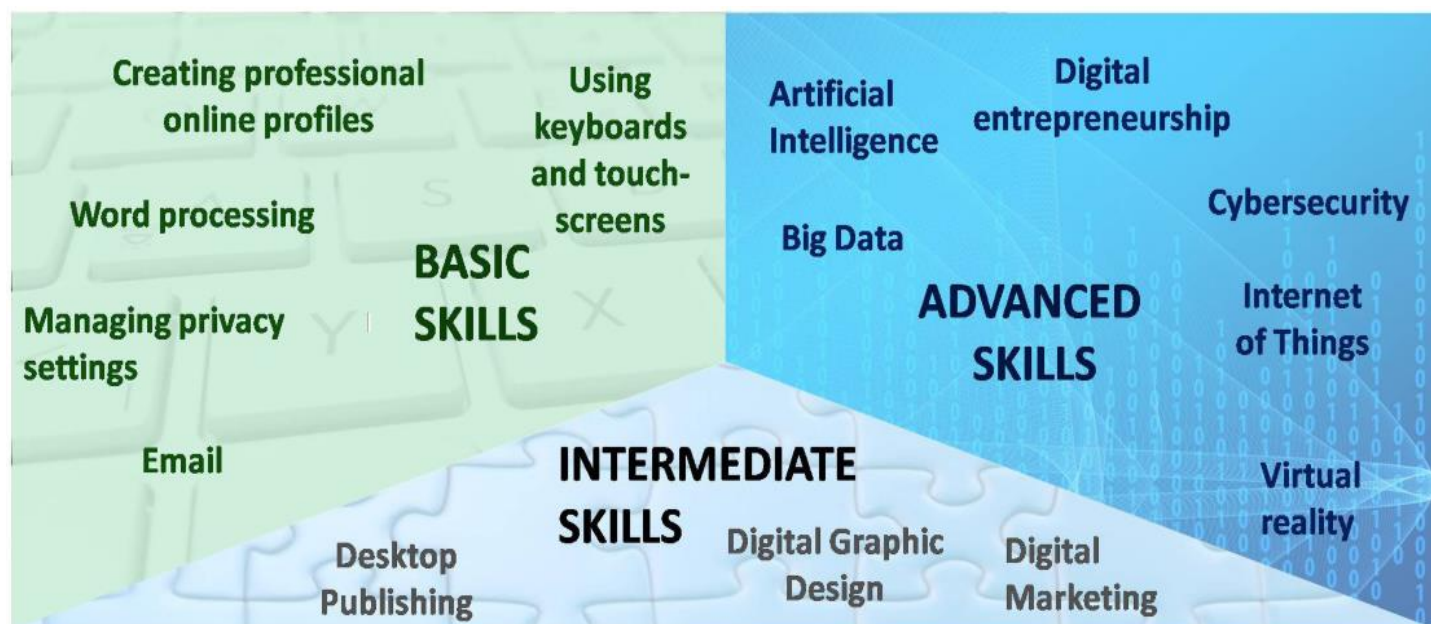 Creating professional
online profiles
Using
keyboards
and touch-
screens
Word processing
BASIC
SKILLS
Managing privacy
settings
Email
Artificial
Intelligence
Digital
entrepreneurship
Cybersecurity
Big Data
ADVANCED
SKILLS
Internet
of Things
Virtual
reality
INTERMEDIATE
SKILLS
Desktop
Publishing
Digital Graphic
Design
Digital
Marketing